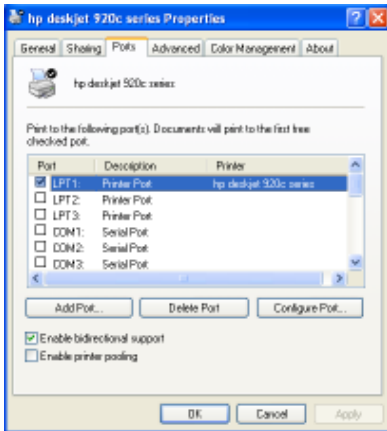 hp deskjet 920c series Properties
General Sharing Ports Advanced Color Management About
hp deskjet 920c series
Print to the following port(s). Documents will print to the first free
checked port.
Port Description Printer
LPT1: Printer Port hp deskjet 920c series
LPT2: Printer Port
LPT3: Printer Port
COM1: Serial Port
COM2: Serial Port
COM3: Serial Port
Add Port... Delete Port Configure Port...
Enable bidirectional support
Enable printer pooling
OK Cancel Apply